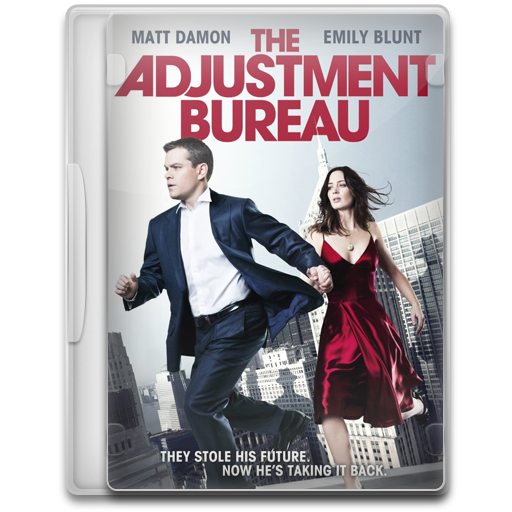 MATT DAMON EMILY BLUNT
THE
ADJUSTMENT
BUREAU
THEY STOLE HIS FUTURE.
NOW HE'S TAKING IT BACK.